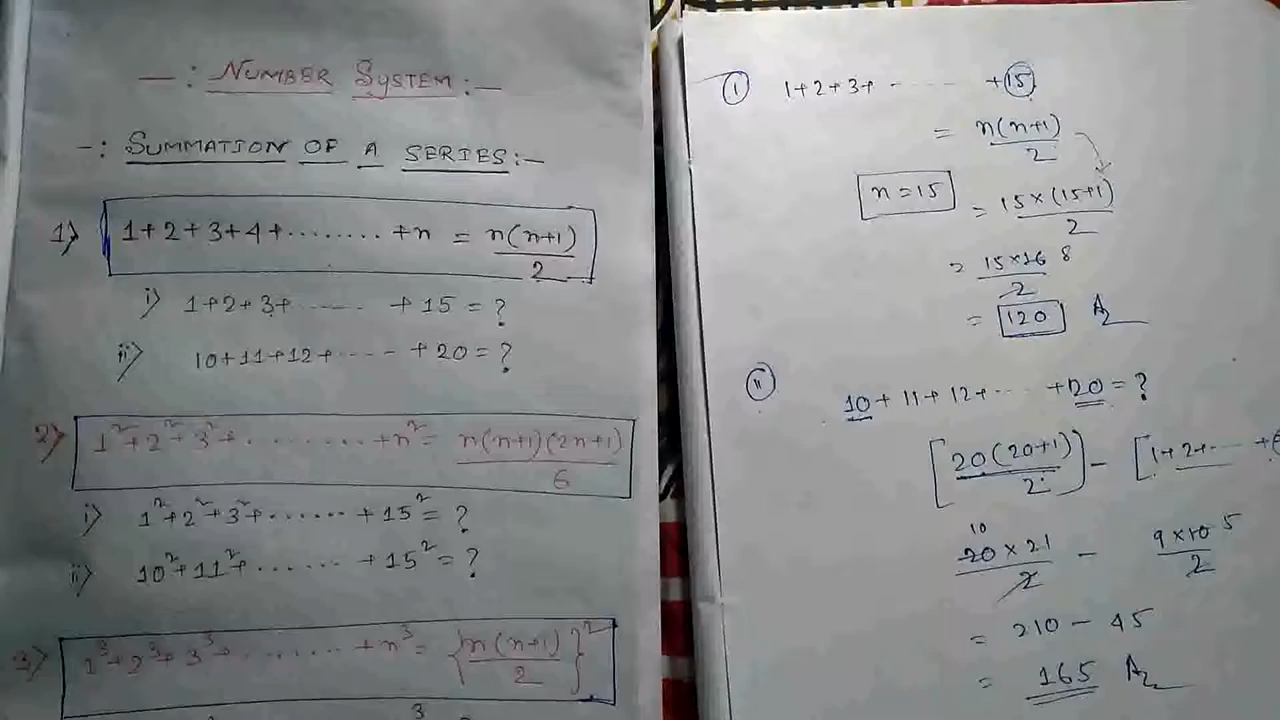 -: NUMBER SYSTEM:-
-: SUMMATION OF A SERIES:-
1) 1+2+3+4+........+n = n(n+1)/2
i) 1+2+3+...... +15 = ?
ii) 10+11+12+..... +20 = ?
2) 1²+2²+3²+..........+n² = n(n+1)(2n+1)/6
i) 1²+2²+3²+......+15² = ?
ii) 10²+11²+.......+15² = ?
3) 1³+2³+3³+........+n³ = {n(n+1)/2}²
3
(i) 1+2+3+...... +15
= n(n+1)/2
n=15 = 15×(15+1)/2
= 15×16/2 8
= 120 A
(ii) 10+11+12+.... +20 = ?
[20(20+1)/2] - [1+2+.... +
10
20×21/2 - 9×10/2 5
= 210-45
= 165 A